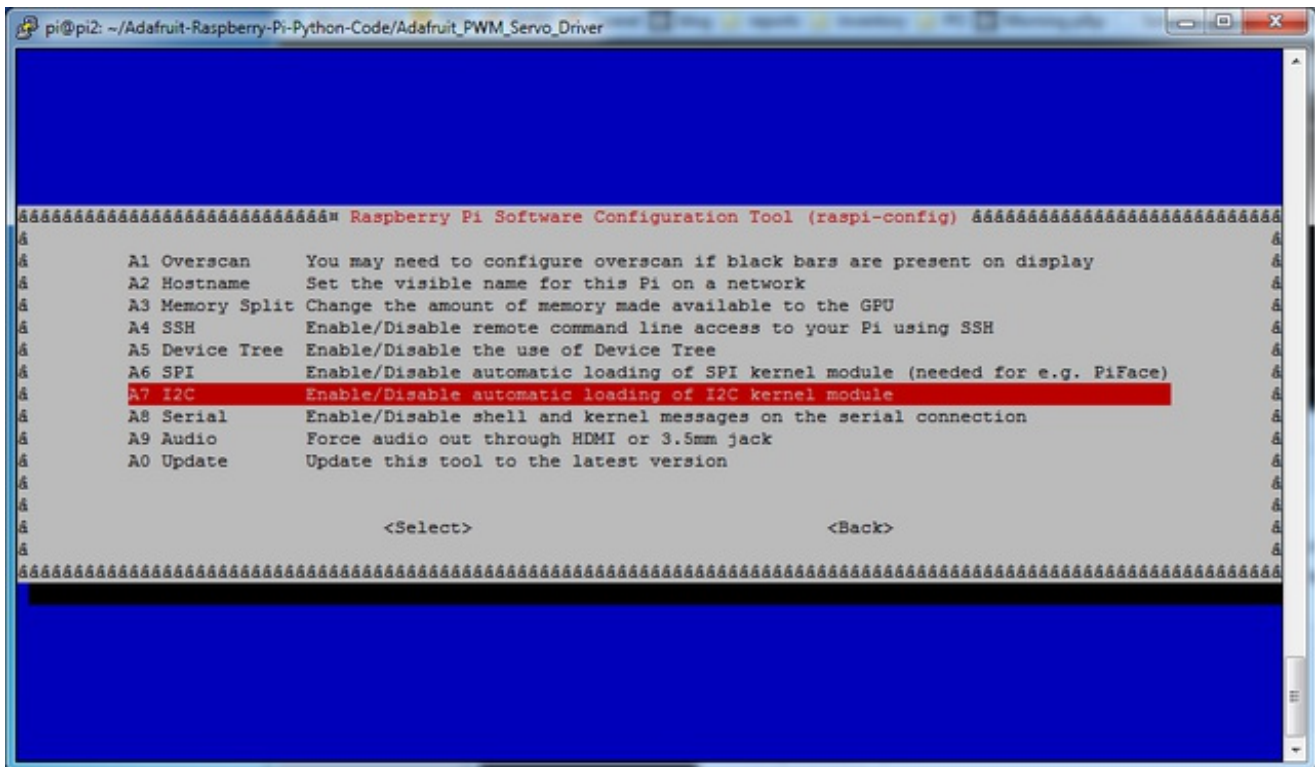 pi@pi2: ~/Adafruit-Raspberry-Pi-Python-Code/Adafruit_PWM_Servo_Driver
Raspberry Pi Software Configuration Tool (raspi-config)
A1 Overscan You may need to configure overscan if black bars are present on display
A2 Hostname Set the visible name for this Pi on a network
A3 Memory Split Change the amount of memory made available to the GPU
A4 SSH Enable/Disable remote command line access to your Pi using SSH
A5 Device Tree Enable/Disable the use of Device Tree
A6 SPI Enable/Disable automatic loading of SPI kernel module (needed for e.g. PiFace)
A7 I2C Enable/Disable automatic loading of I2C kernel module
A8 Serial Enable/Disable shell and kernel messages on the serial connection
A9 Audio Force audio out through HDMI or 3.5mm jack
A0 Update Update this tool to the latest version
<Select> <Back>